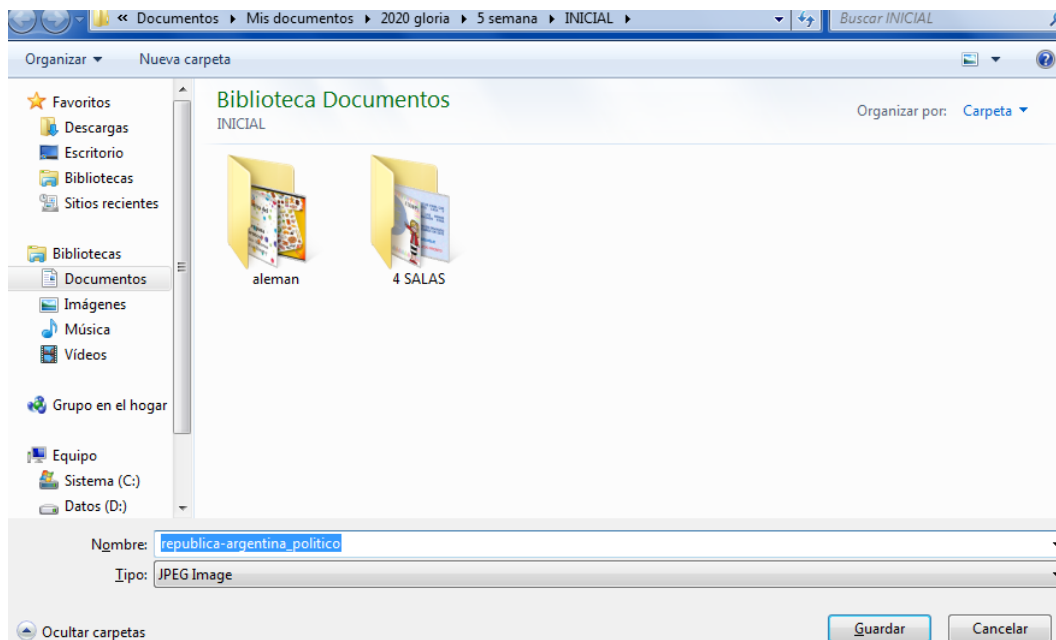 « Documentos ▸ Mis documentos ▸ 2020 gloria ▸ 5 semana ▸ INICIAL ▸
Buscar INICIAL
Organizar ▾ Nueva carpeta
Favoritos
Descargas
Escritorio
Bibliotecas
Sitios recientes
Bibliotecas
Documentos
Imágenes
Música
Vídeos
Grupo en el hogar
Equipo
Sistema (C:)
Datos (D:)
Biblioteca Documentos
INICIAL
Organizar por: Carpeta ▾
aleman
4 SALAS
Nombre: republica-argentina_politico
Tipo: JPEG Image
Ocultar carpetas
Guardar
Cancelar